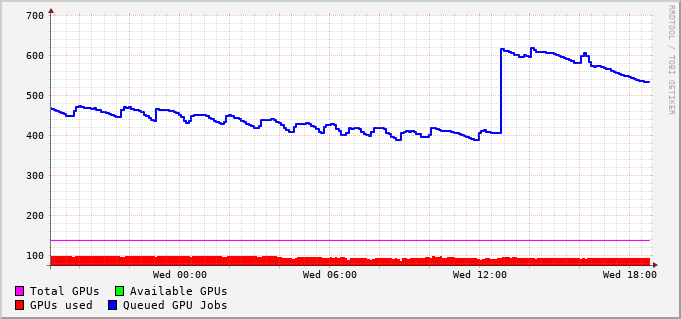 700
600
500
400
300
200
100
Wed 00:00 Wed 06:00 Wed 12:00 Wed 18:00
Total GPUs Available GPUs
GPUs used Queued GPU Jobs
RRDTOOL / TOBI OETIKER